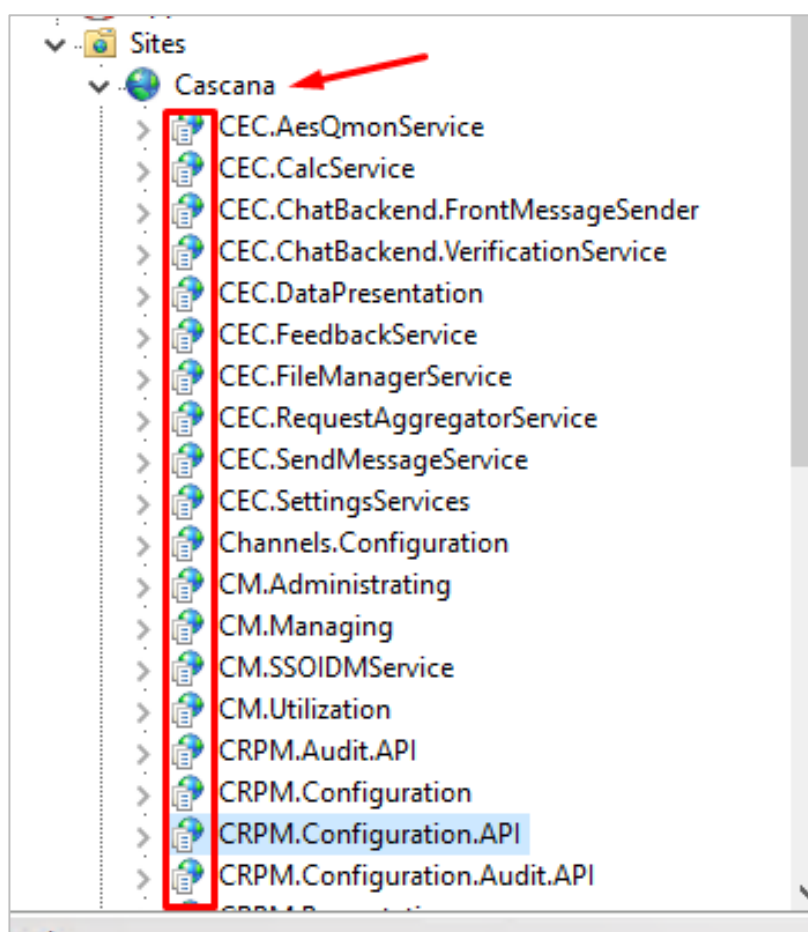 Sites
Cascana
CEC.AesQmonService
CEC.CalcService
CEC.ChatBackend.FrontMessageSender
CEC.ChatBackend.VerificationService
CEC.DataPresentation
CEC.FeedbackService
CEC.FileManagerService
CEC.RequestAggregatorService
CEC.SendMessageService
CEC.SettingsServices
Channels.Configuration
CM.Administrating
CM.Managing
CM.SSOIDMService
CM.Utilization
CRPM.Audit.API
CRPM.Configuration
CRPM.Configuration.API
CRPM.Configuration.Audit.API